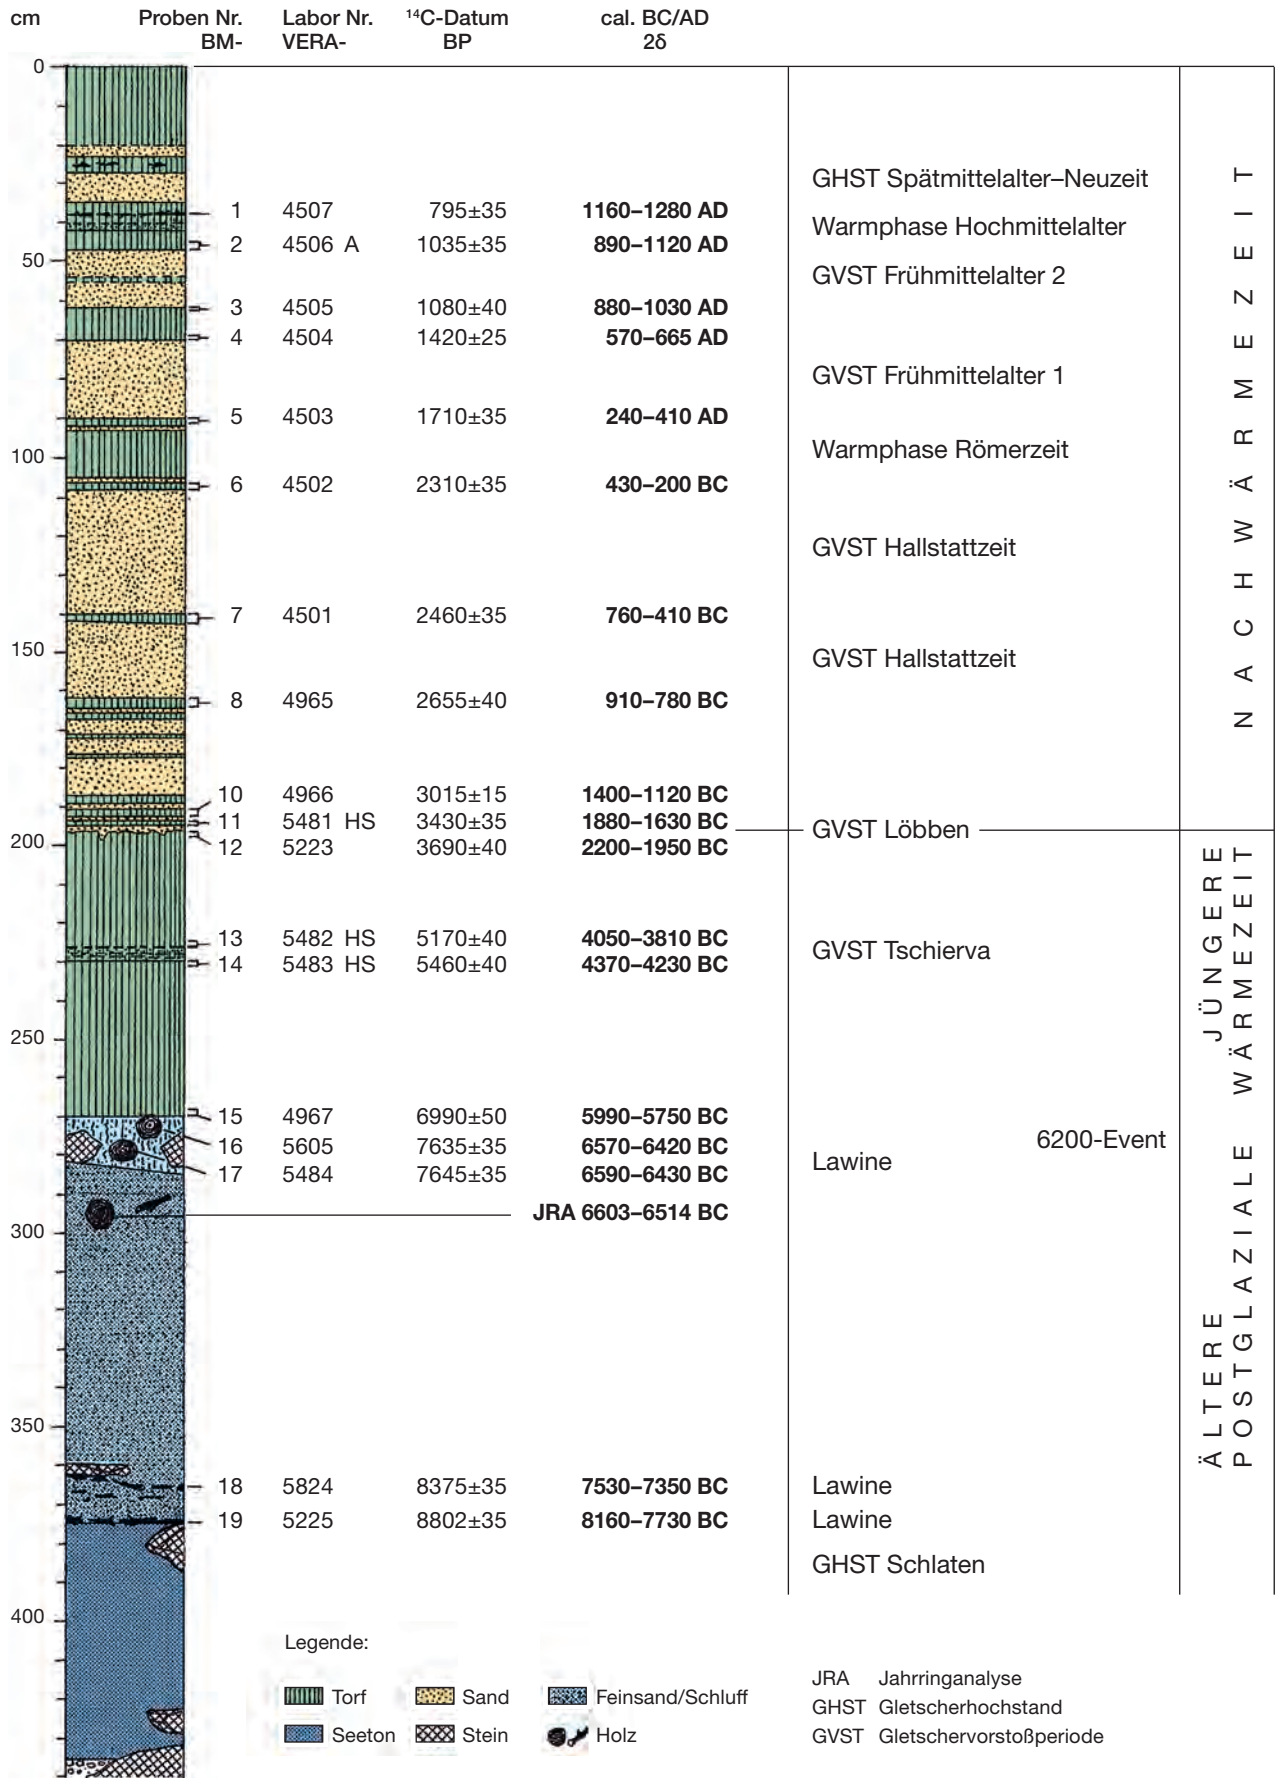 cm Proben Nr. Labor Nr. ¹⁴C-Datum cal. BC/AD
BM- VERA- BP 2δ
0
GHST Spätmittelalter–Neuzeit
1 4507 795±35 1160–1280 AD
Warmphase Hochmittelalter
2 4506 A 1035±35 890–1120 AD
50
GVST Frühmittelalter 2
3 4505 1080±40 880–1030 AD
4 4504 1420±25 570–665 AD
GVST Frühmittelalter 1
5 4503 1710±35 240–410 AD
Warmphase Römerzeit
100
6 4502 2310±35 430–200 BC
GVST Hallstattzeit
7 4501 2460±35 760–410 BC
150
GVST Hallstattzeit
8 4965 2655±40 910–780 BC
10 4966 3015±15 1400–1120 BC
11 5481 HS 3430±35 1880–1630 BC
GVST Löbben
200
12 5223 3690±40 2200–1950 BC
13 5482 HS 5170±40 4050–3810 BC
GVST Tschierva
14 5483 HS 5460±40 4370–4230 BC
250
15 4967 6990±50 5990–5750 BC
6200-Event
16 5605 7635±35 6570–6420 BC
Lawine
17 5484 7645±35 6590–6430 BC
JRA 6603–6514 BC
300
350
18 5824 8375±35 7530–7350 BC Lawine
19 5225 8802±35 8160–7730 BC Lawine
GHST Schlaten
400
NACHWÄRMEZEIT
ÄLTERE JÜNGERE
POSTGLAZIALE WÄRMEZEIT
Legende:
Torf Sand Feinsand/Schluff
Seeton Stein Holz
JRA Jahrringanalyse
GHST Gletscherhochstand
GVST Gletschervorstoßperiode